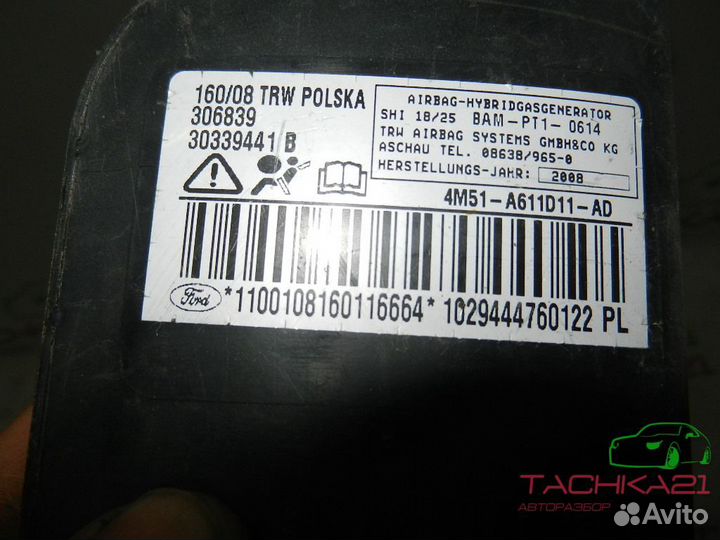 160/08 TRW POLSKA
306839
30339441 B
AIRBAG-HYBRIDGASGENERATOR
SHI 18/25 BAM-PT1-0614
TRW AIRBAG SYSTEMS GMBH&CO KG
ASCHAU TEL. 08638/965-0
HERSTELLUNGS-JAHR: 2008
4M51-A611D11-AD
Ford *1100108160116664* 1029444760122 PL
TACHKA21
АВТОРАЗБОР
Avito